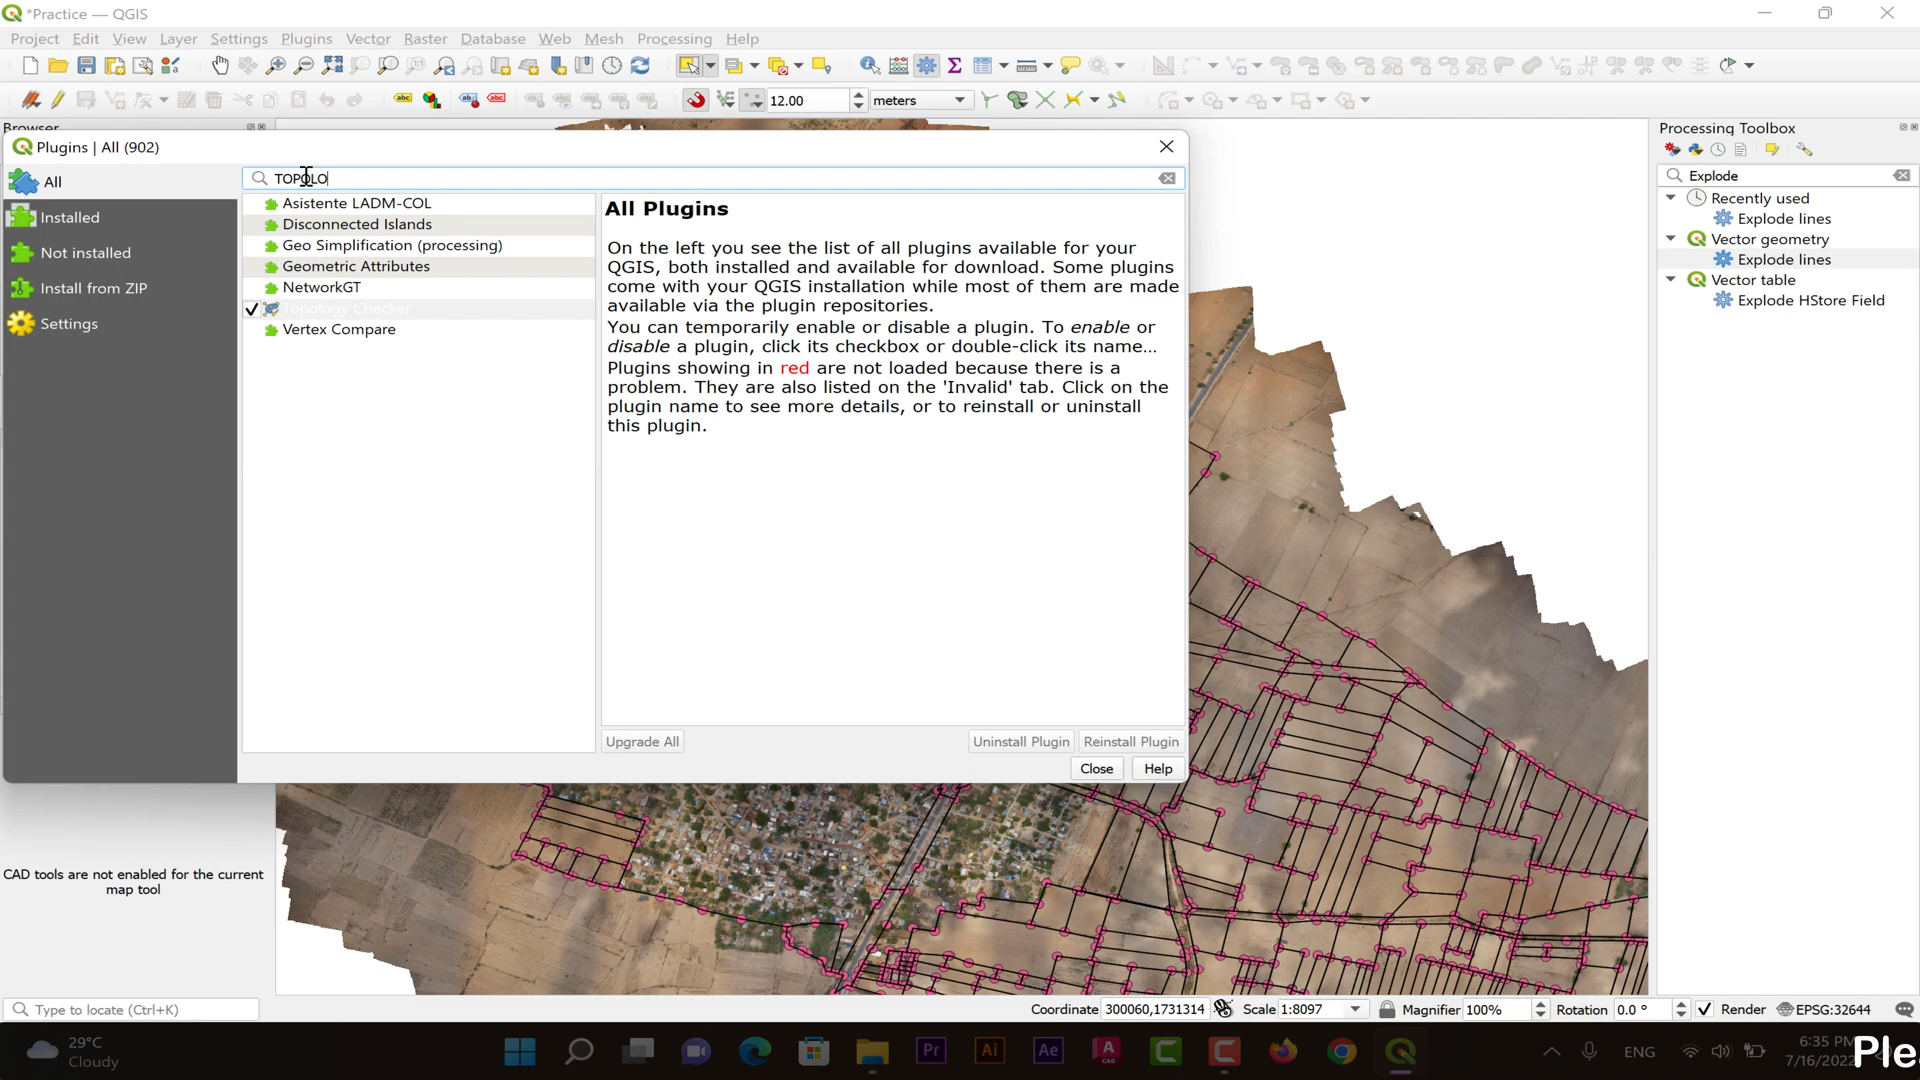 *Practice — QGIS
Project Edit View Layer Settings Plugins Vector Raster Database Web Mesh Processing Help
12.00 meters
Browser
Plugins | All (902)
TOPOLO
All
Installed
Not installed
Install from ZIP
Settings
Asistente LADM-COL
Disconnected Islands
Geo Simplification (processing)
Geometric Attributes
NetworkGT
Topology Checker
Vertex Compare
All Plugins
On the left you see the list of all plugins available for your
QGIS, both installed and available for download. Some plugins
come with your QGIS installation while most of them are made
available via the plugin repositories.
You can temporarily enable or disable a plugin. To enable or
disable a plugin, click its checkbox or double-click its name...
Plugins showing in red are not loaded because there is a
problem. They are also listed on the 'Invalid' tab. Click on the
plugin name to see more details, or to reinstall or uninstall
this plugin.
Upgrade All Uninstall Plugin Reinstall Plugin
Close Help
Processing Toolbox
Explode
Recently used
Explode lines
Vector geometry
Explode lines
Vector table
Explode HStore Field
CAD tools are not enabled for the current
map tool
Type to locate (Ctrl+K)
Coordinate 300060,1731314 Scale 1:8097 Magnifier 100% Rotation 0.0 ° Render EPSG:32644
29°C
Cloudy
Pr Ai Ae A CAD C C
ENG
6:35 PM
7/16/2022
Ple